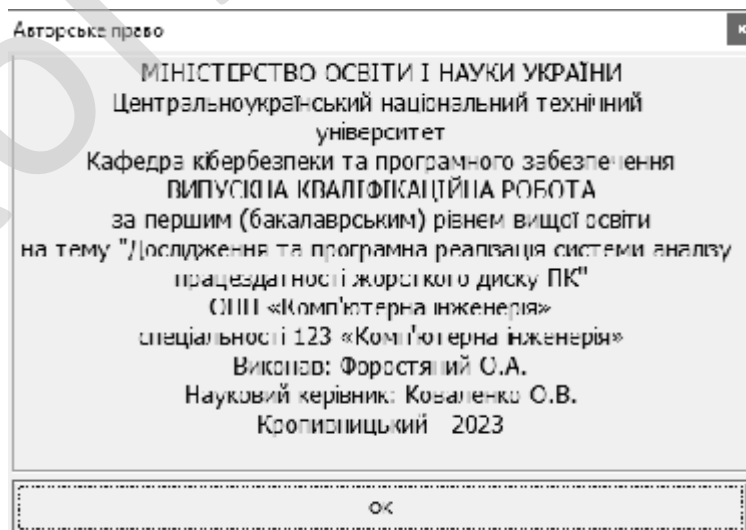 Авторське право
МІНІСТЕРСТВО ОСВІТИ І НАУКИ УКРАЇНИ
Центральноукраїнський національний технічний
університет
Кафедра кібербезпеки та програмного забезпечення
ВИПУСКНА КВАЛІФІКАЦІЙНА РОБОТА
за першим (бакалаврським) рівнем вищої освіти
на тему "Дослідження та програмна реалізація системи аналізу
працездатності жорсткого диску ПК"
ОПП «Комп'ютерна інженерія»
спеціальності 123 «Комп'ютерна інженерія»
Виконав: Форостяний О.А.
Науковий керівник: Коваленко О.В.
Кропивницький 2023
ОК